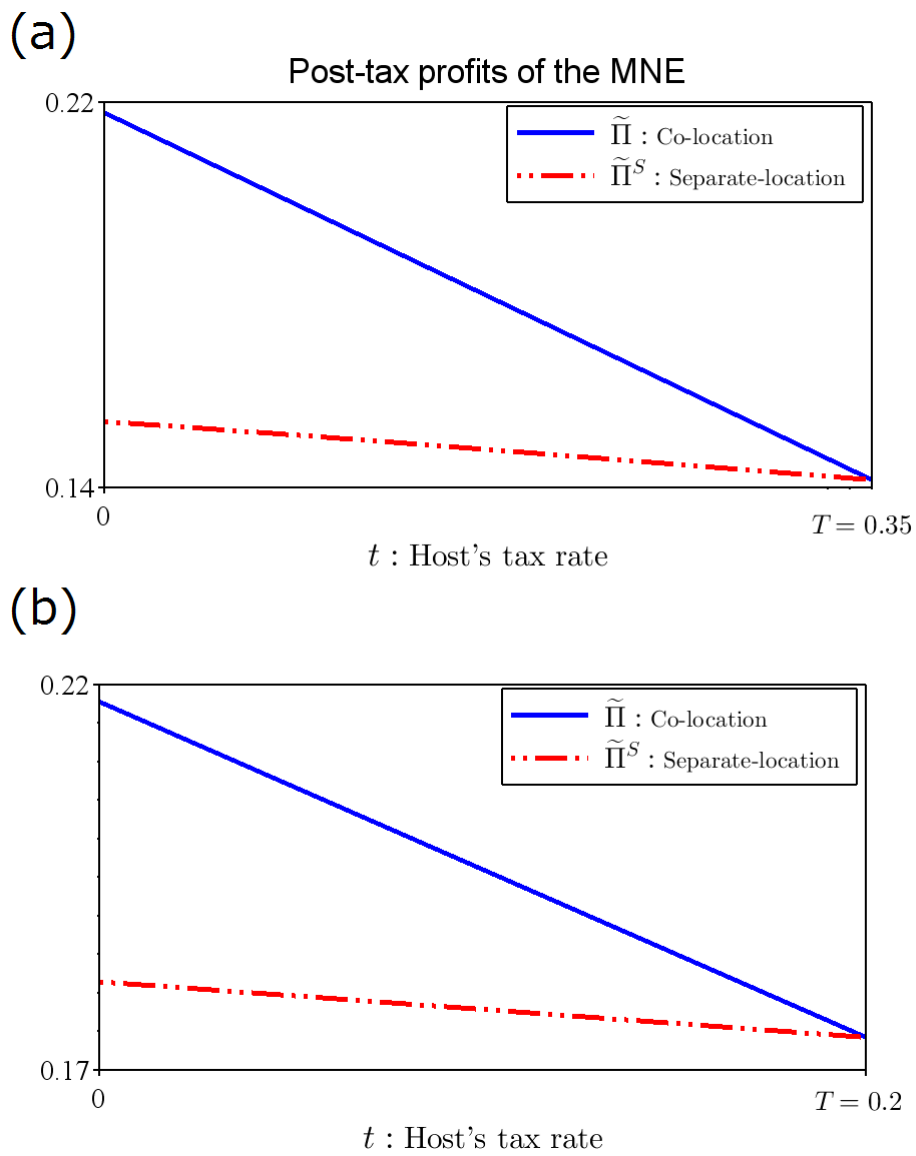 (a)
Post-tax profits of the MNE
0.22
Π̃ : Co-location
Π̃^S : Separate-location
0.14
0
T = 0.35
t : Host's tax rate
(b)
0.22
Π̃ : Co-location
Π̃^S : Separate-location
0.17
0
T = 0.2
t : Host's tax rate